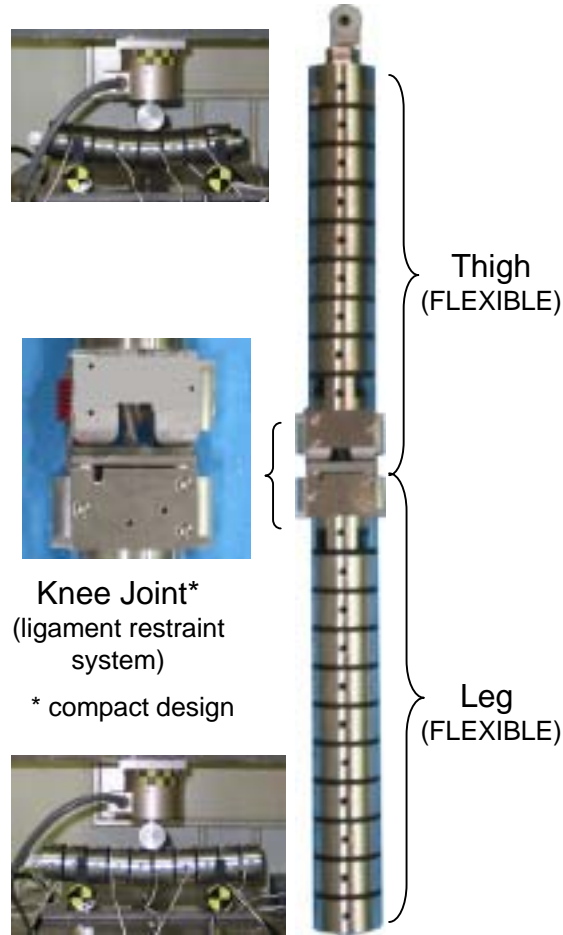 Thigh
(FLEXIBLE)
Knee Joint*
(ligament restraint
system)
* compact design
Leg
(FLEXIBLE)